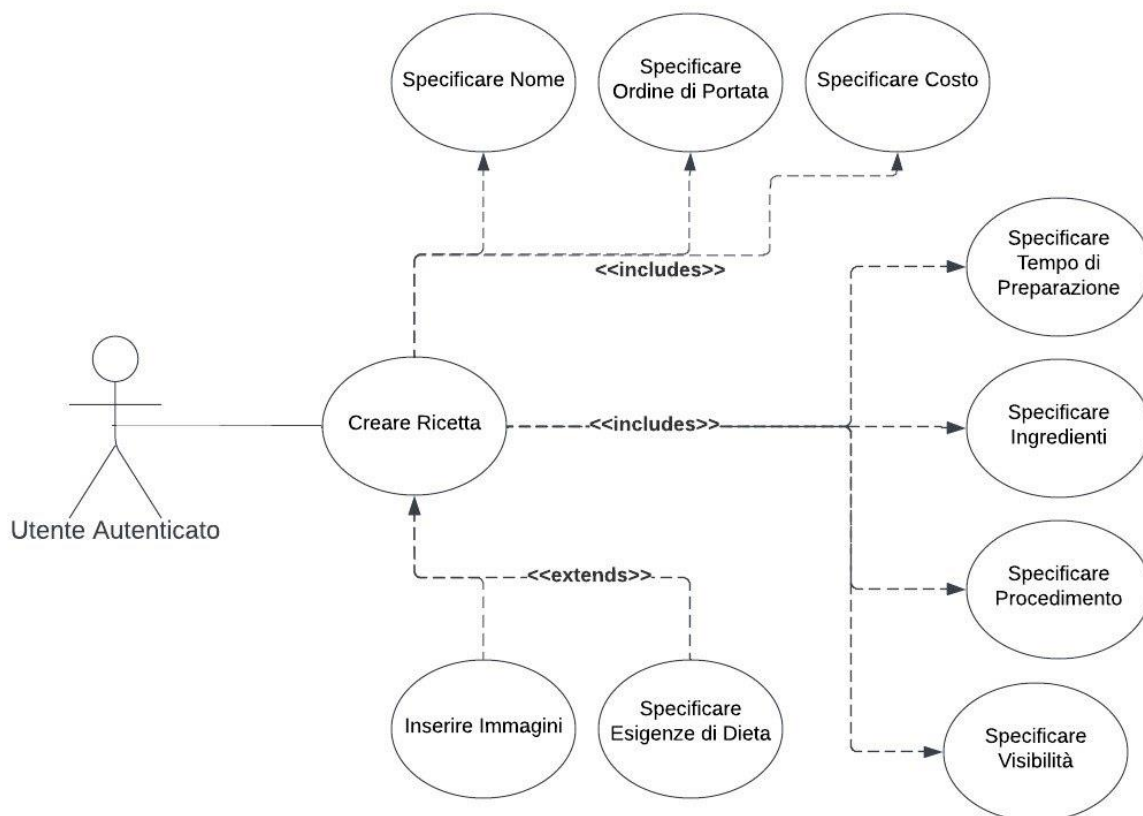 Specificare Nome
Specificare
Ordine di Portata
Specificare Costo
Specificare
Tempo di
Preparazione
<<includes>>
Creare Ricetta
<<includes>>
Specificare
Ingredienti
Utente Autenticato
<<extends>>
Specificare
Procedimento
Inserire Immagini
Specificare
Esigenze di Dieta
Specificare
Visibilità